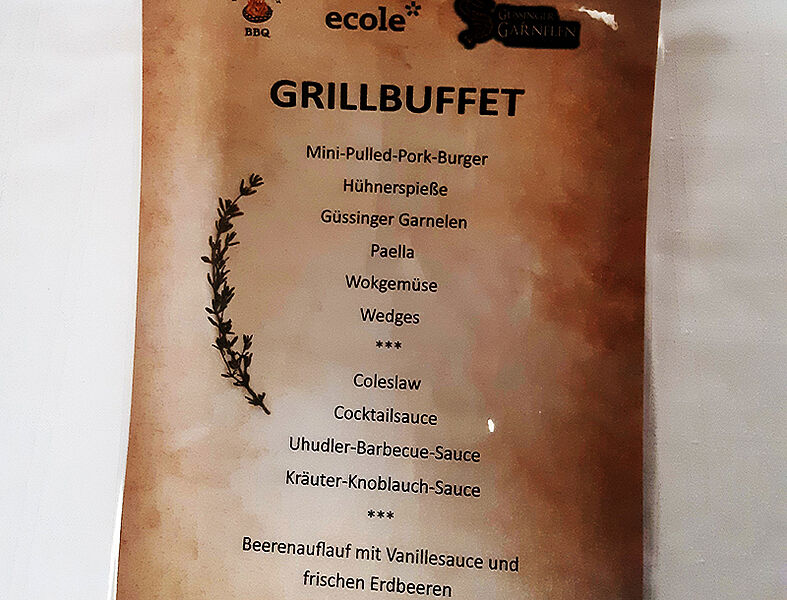 BBQ
ecole*
GÜSSINGER
GARNELEN
GRILLBUFFET
Mini-Pulled-Pork-Burger
Hühnerspieße
Güssinger Garnelen
Paella
Wokgemüse
Wedges
***
Coleslaw
Cocktailsauce
Uhudler-Barbecue-Sauce
Kräuter-Knoblauch-Sauce
***
Beerenauflauf mit Vanillesauce und
frischen Erdbeeren